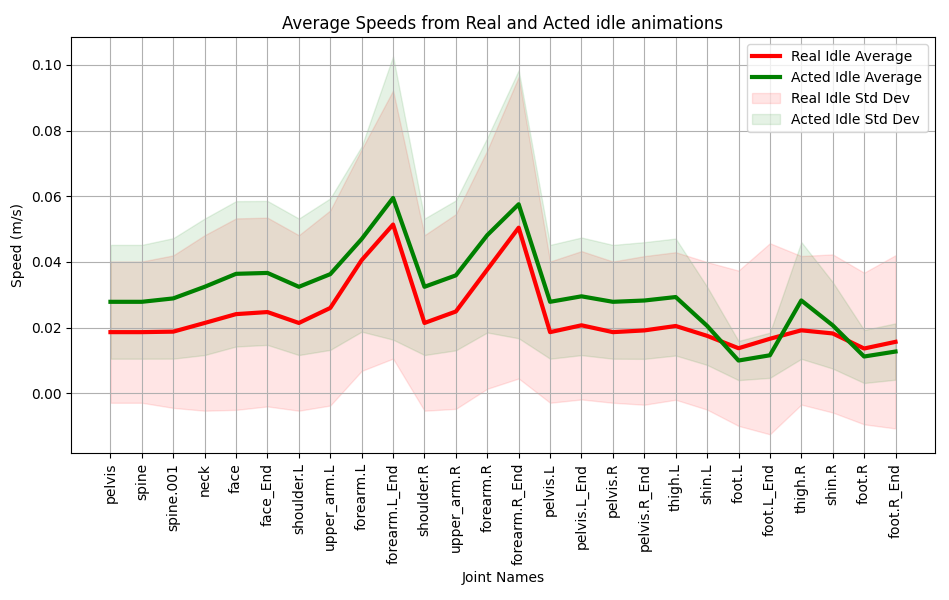 Average Speeds from Real and Acted idle animations
Real Idle Average
Acted Idle Average
Real Idle Std Dev
Acted Idle Std Dev
Speed (m/s)
0.10
0.08
0.06
0.04
0.02
0.00
pelvis
spine
spine.001
neck
face
face_End
shoulder.L
upper_arm.L
forearm.L
forearm.L_End
shoulder.R
upper_arm.R
forearm.R
forearm.R_End
pelvis.L
pelvis.L_End
pelvis.R
pelvis.R_End
thigh.L
shin.L
foot.L
foot.L_End
thigh.R
shin.R
foot.R
foot.R_End
Joint Names